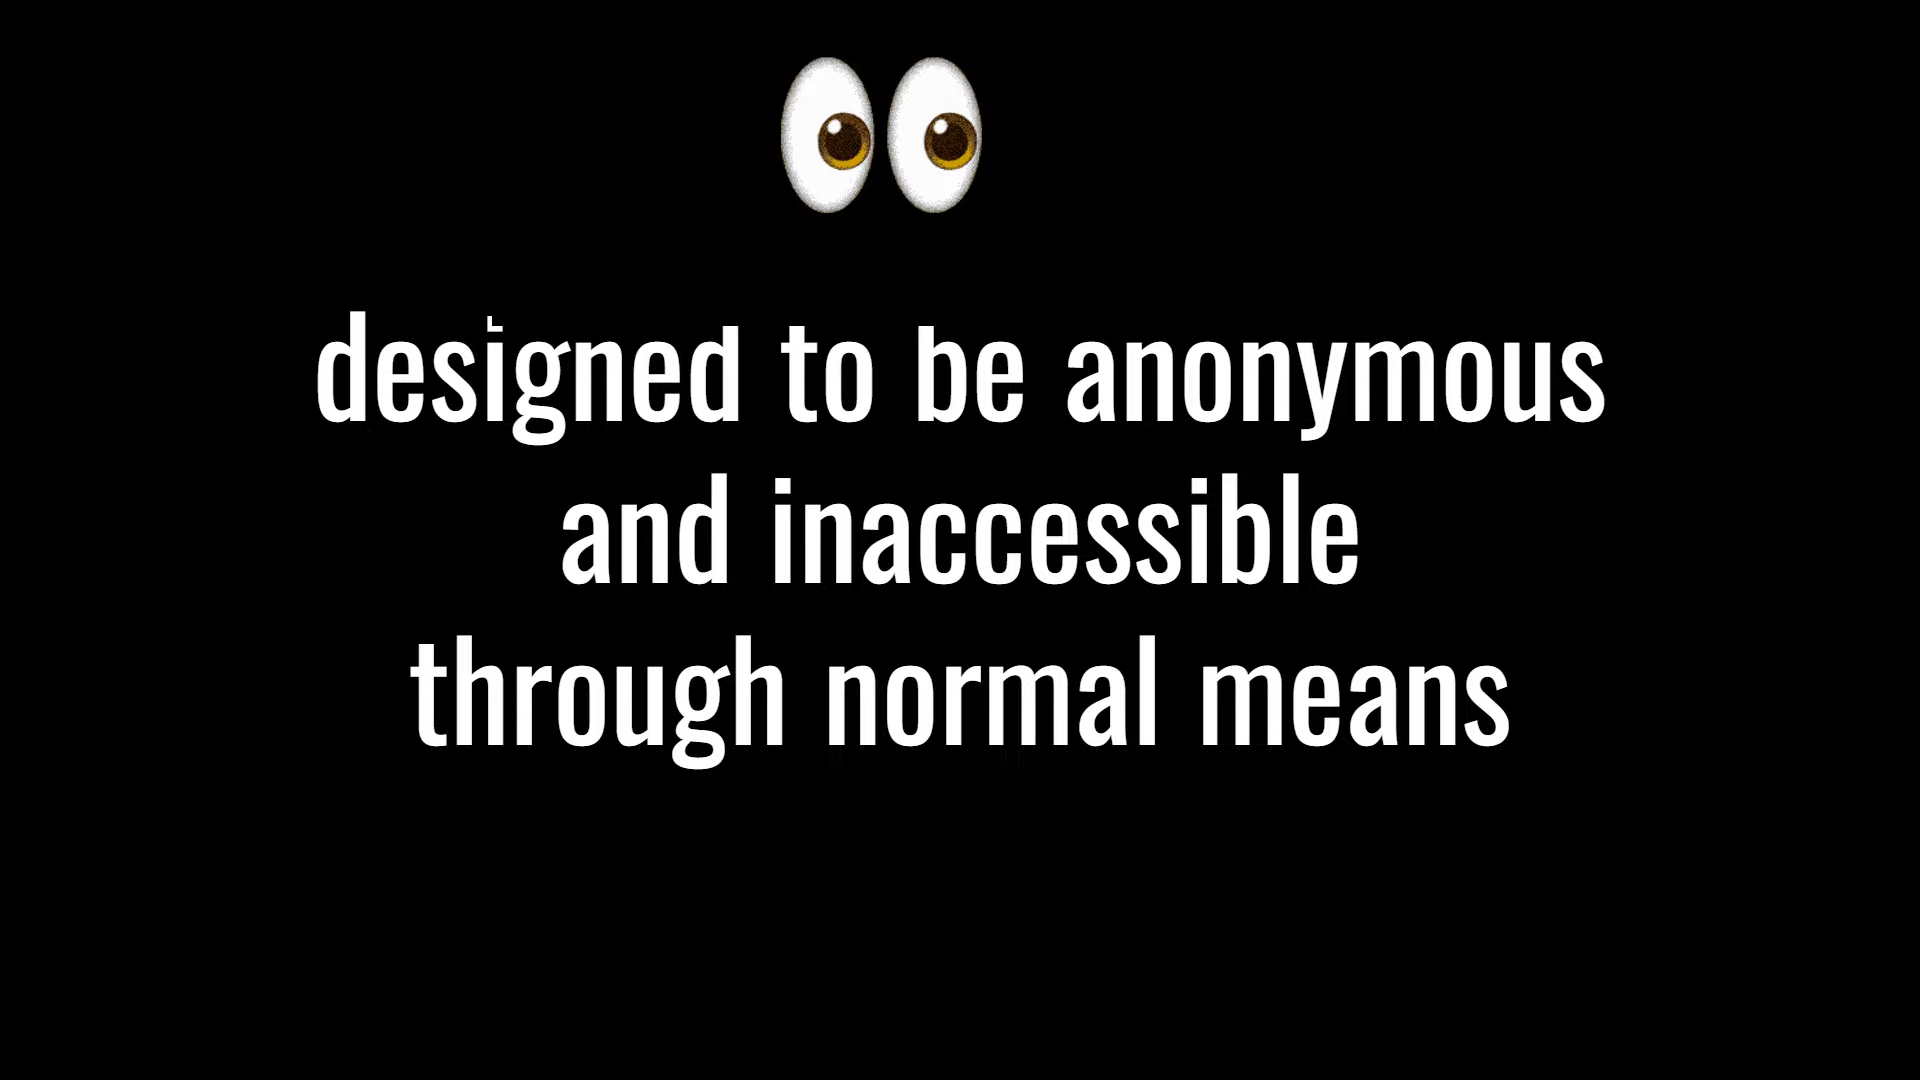 designed to be anonymous
and inaccessible
through normal means